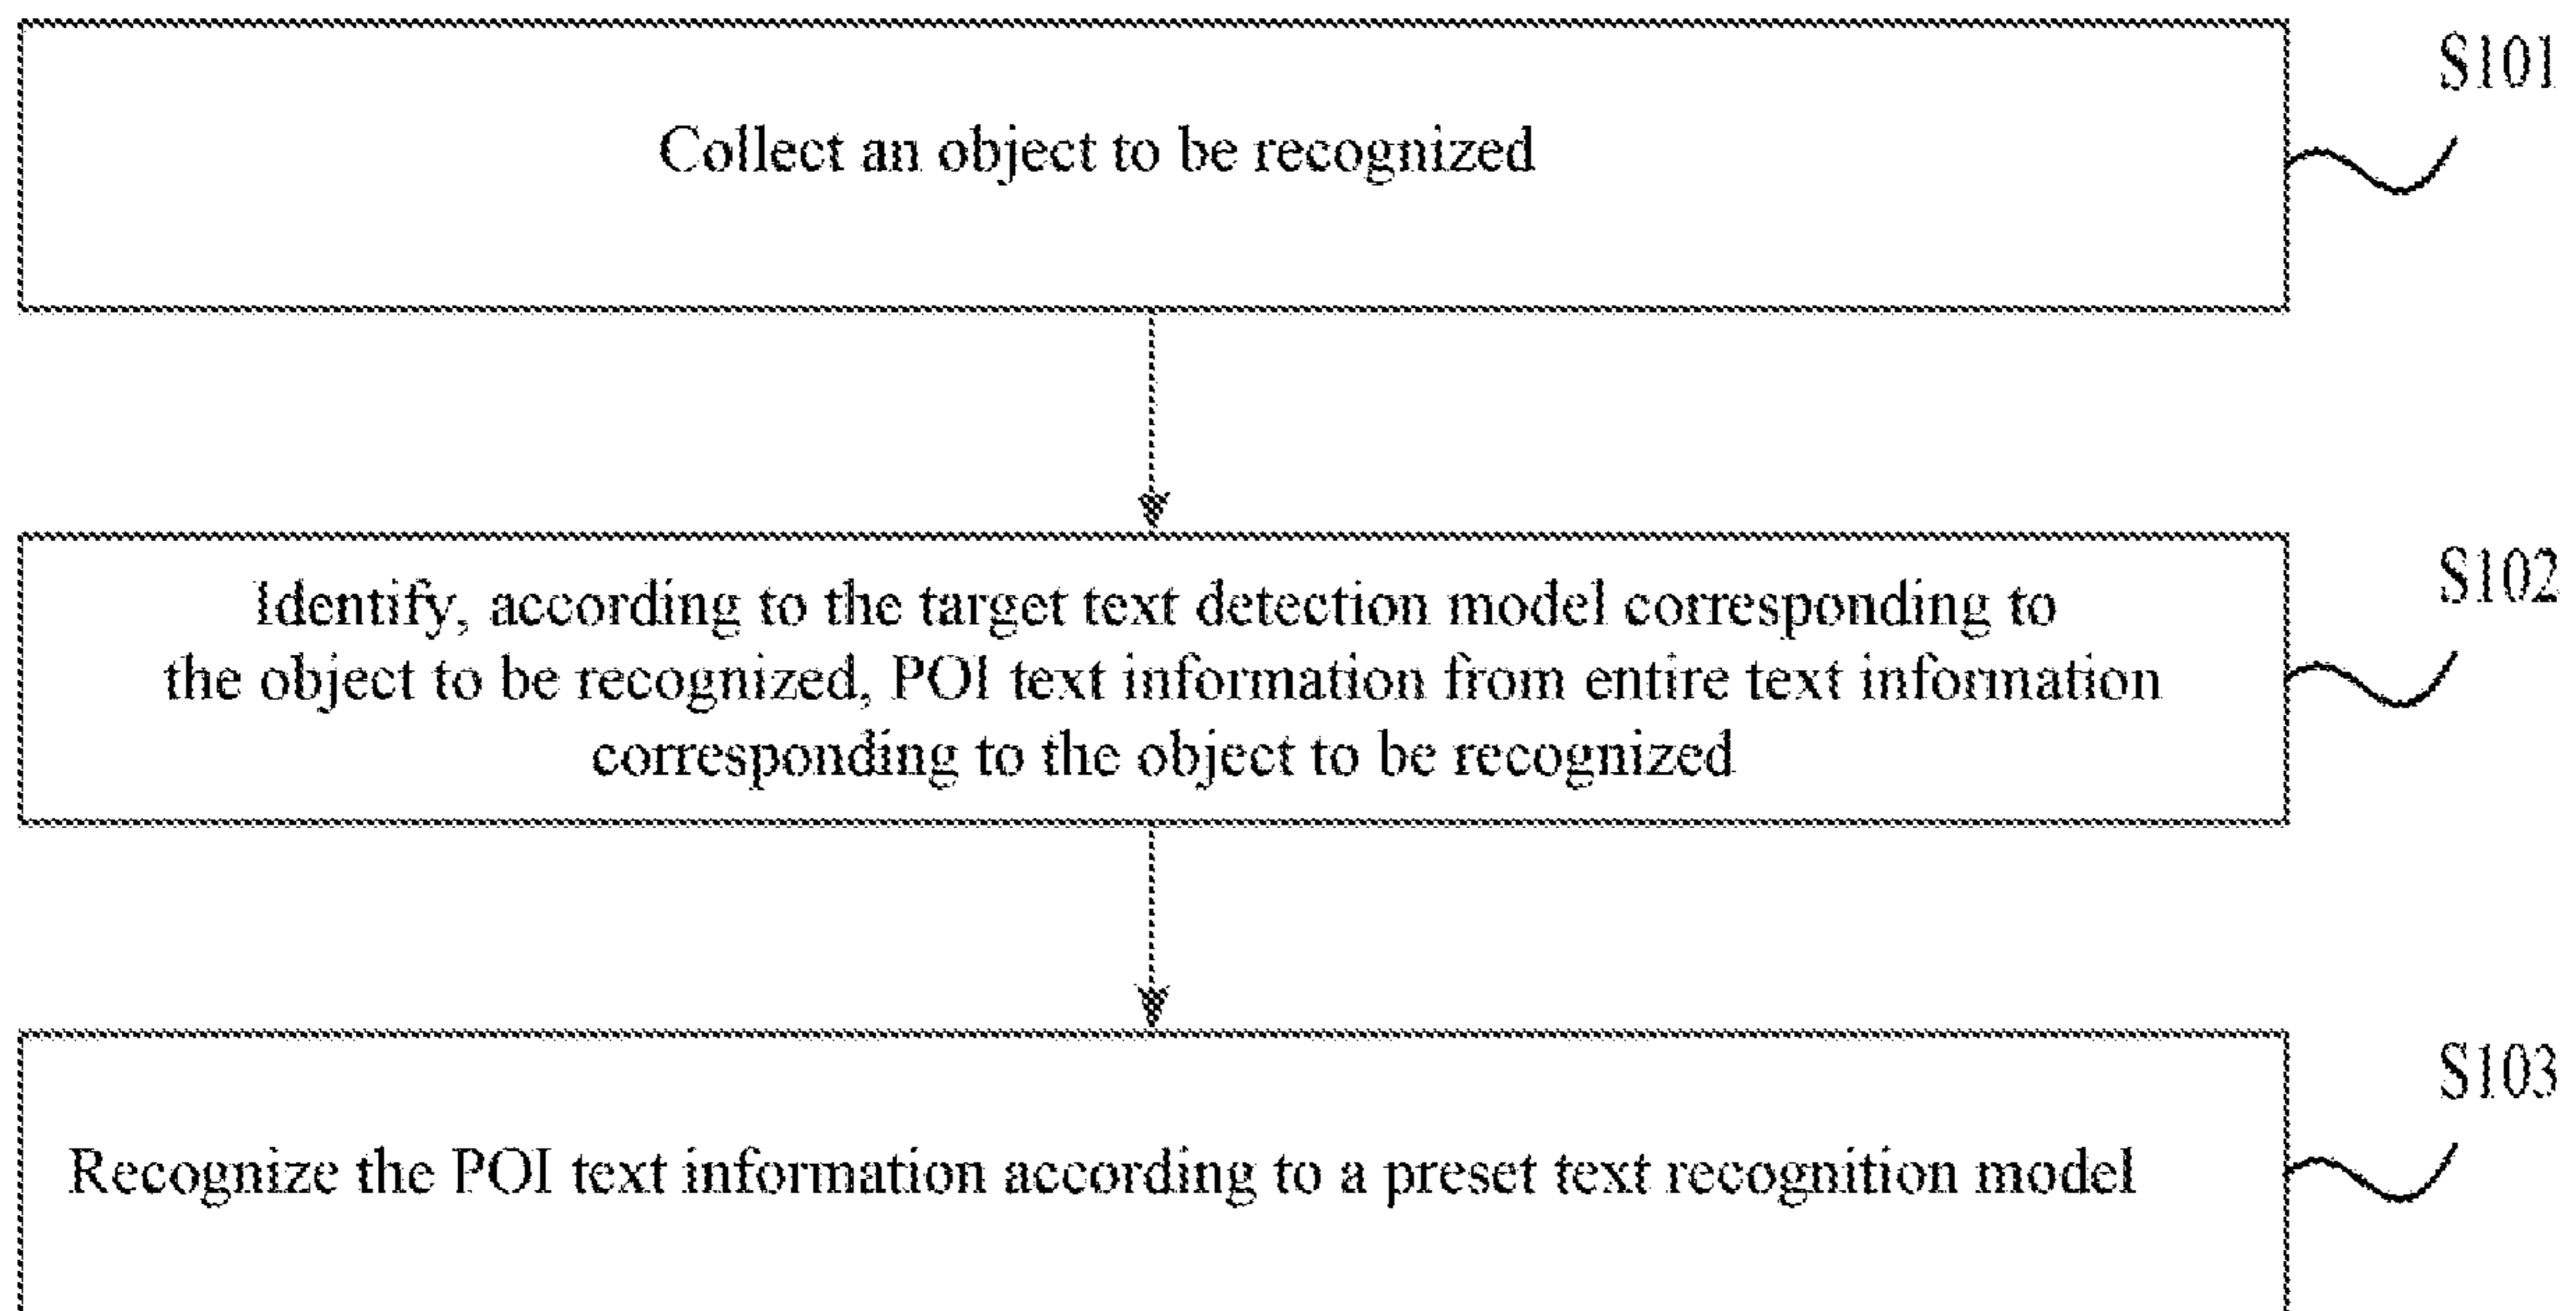 S101
Collect an object to be recognized
S102
Identify, according to the target text detection model corresponding to
the object to be recognized, POI text information from entire text information
corresponding to the object to be recognized
S103
Recognize the POI text information according to a preset text recognition model